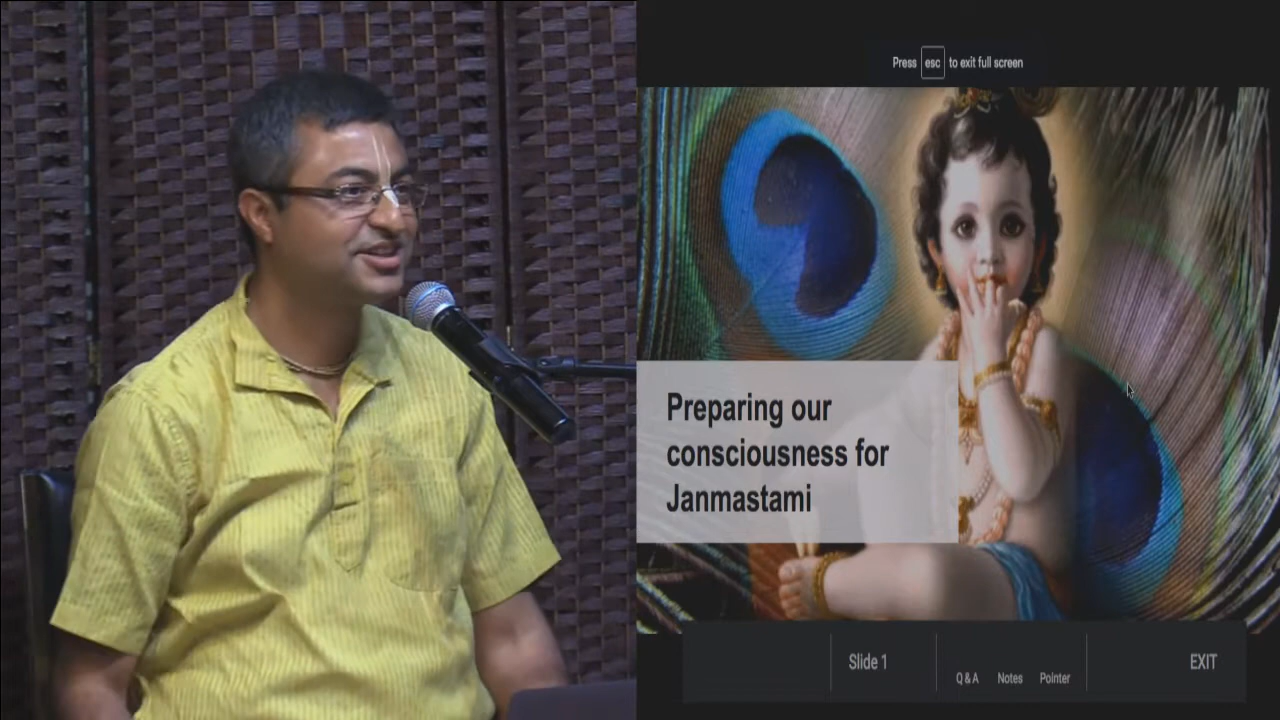 Press esc to exit full screen
Preparing our
consciousness for
Janmastami
Slide 1
Q & A Notes Pointer
EXIT